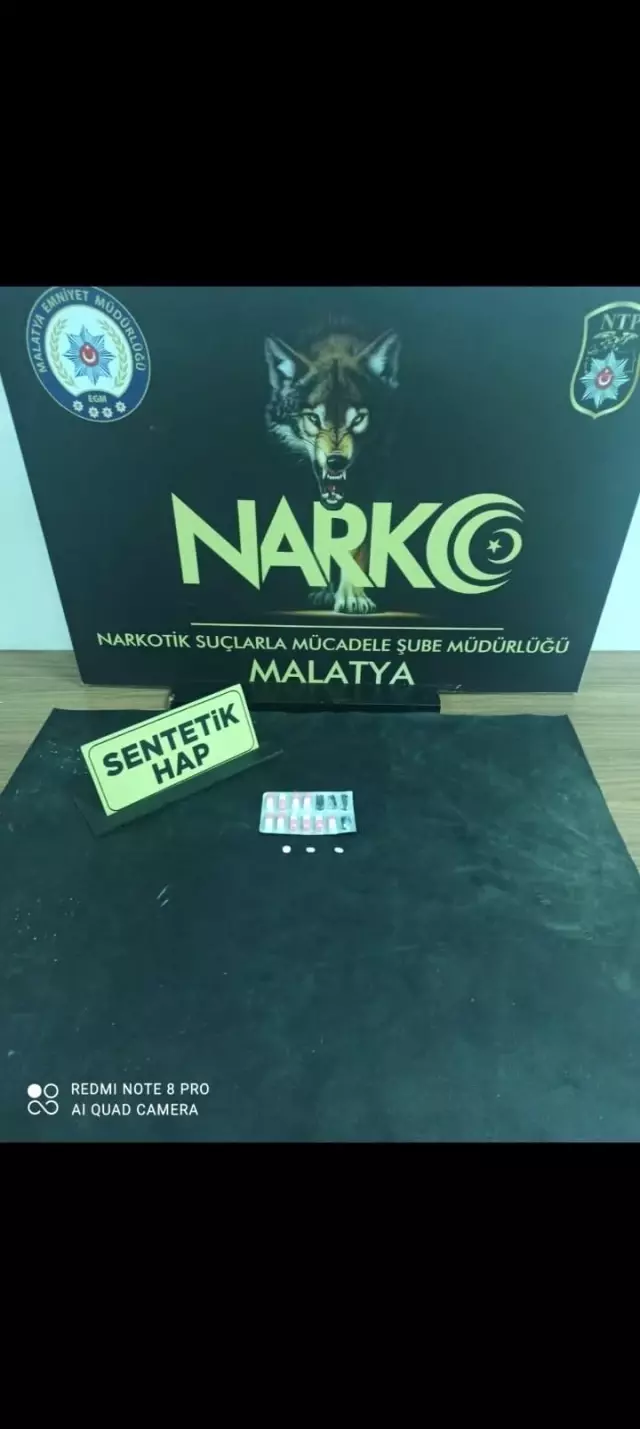 MALATYA EMNİYET MÜDÜRLÜĞÜ
EGM
NTP
NARKO
NARKOTİK SUÇLARLA MÜCADELE ŞUBE MÜDÜRLÜĞÜ
MALATYA
SENTETİK
HAP
REDMI NOTE 8 PRO
AI QUAD CAMERA